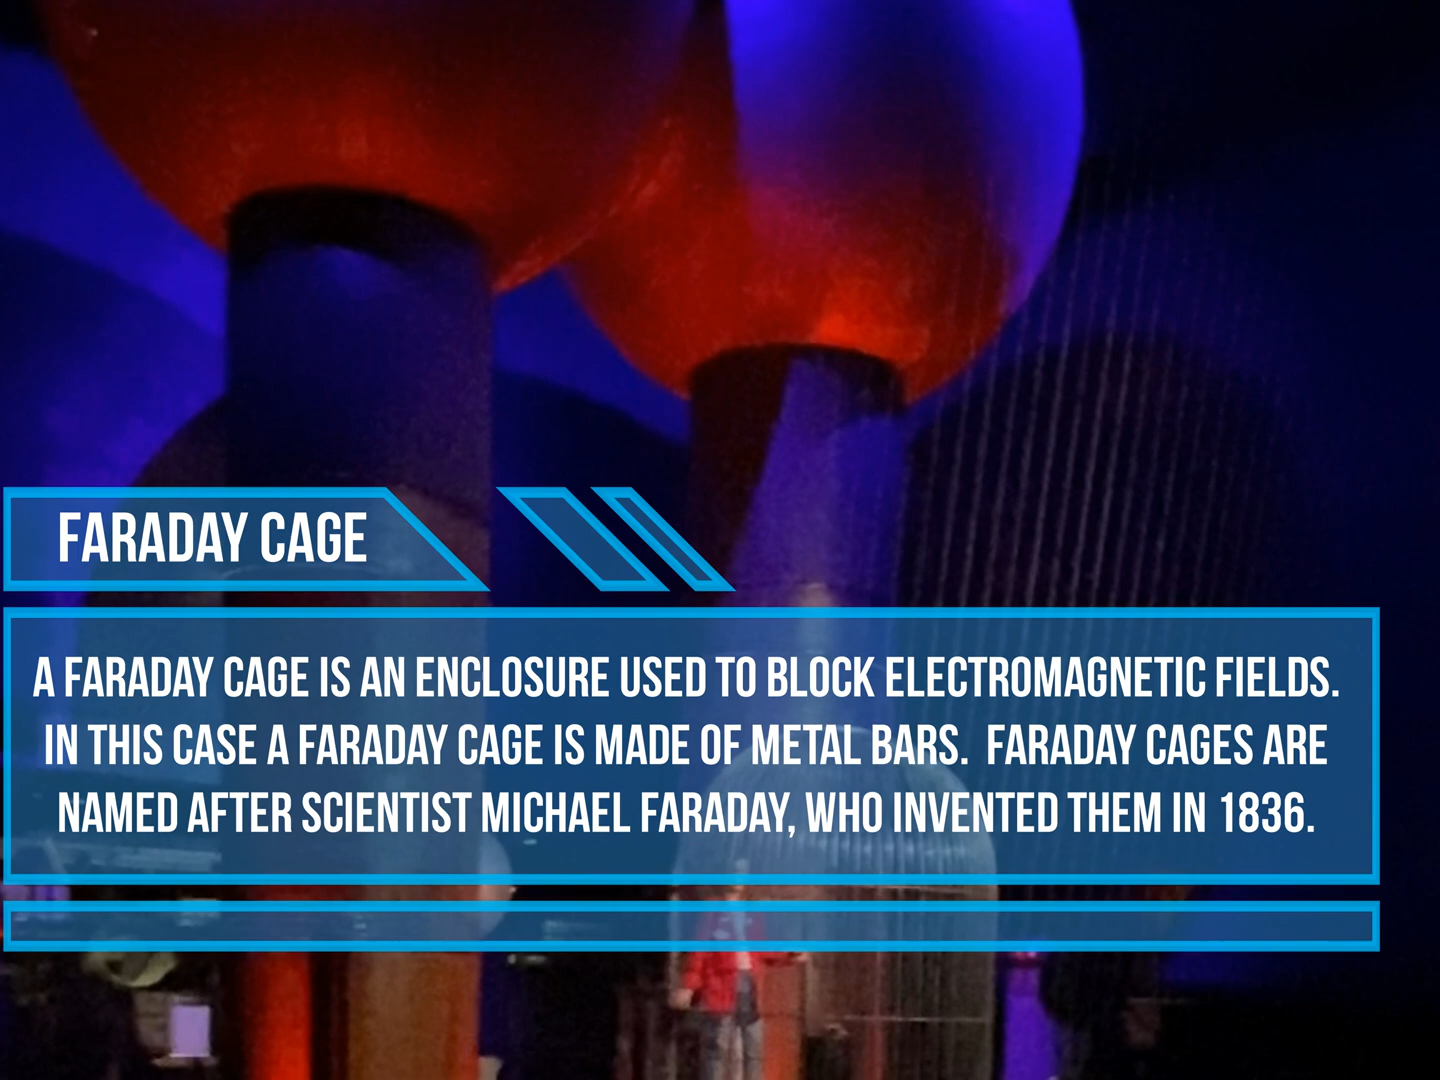 FARADAY CAGE
A FARADAY CAGE IS AN ENCLOSURE USED TO BLOCK ELECTROMAGNETIC FIELDS.
IN THIS CASE A FARADAY CAGE IS MADE OF METAL BARS. FARADAY CAGES ARE
NAMED AFTER SCIENTIST MICHAEL FARADAY, WHO INVENTED THEM IN 1836.